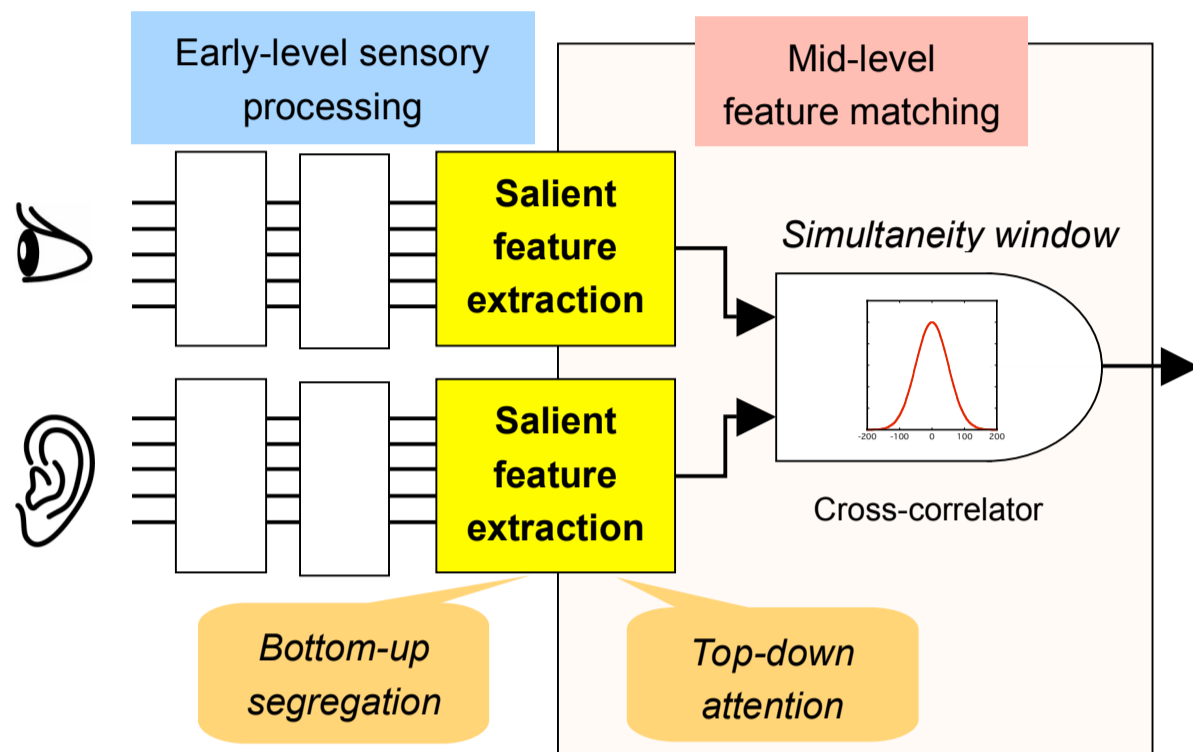 Early-level sensory
processing
Mid-level
feature matching
Salient
feature
extraction
Simultaneity window
-200 -100 0 100 200
Cross-correlator
Salient
feature
extraction
Bottom-up
segregation
Top-down
attention